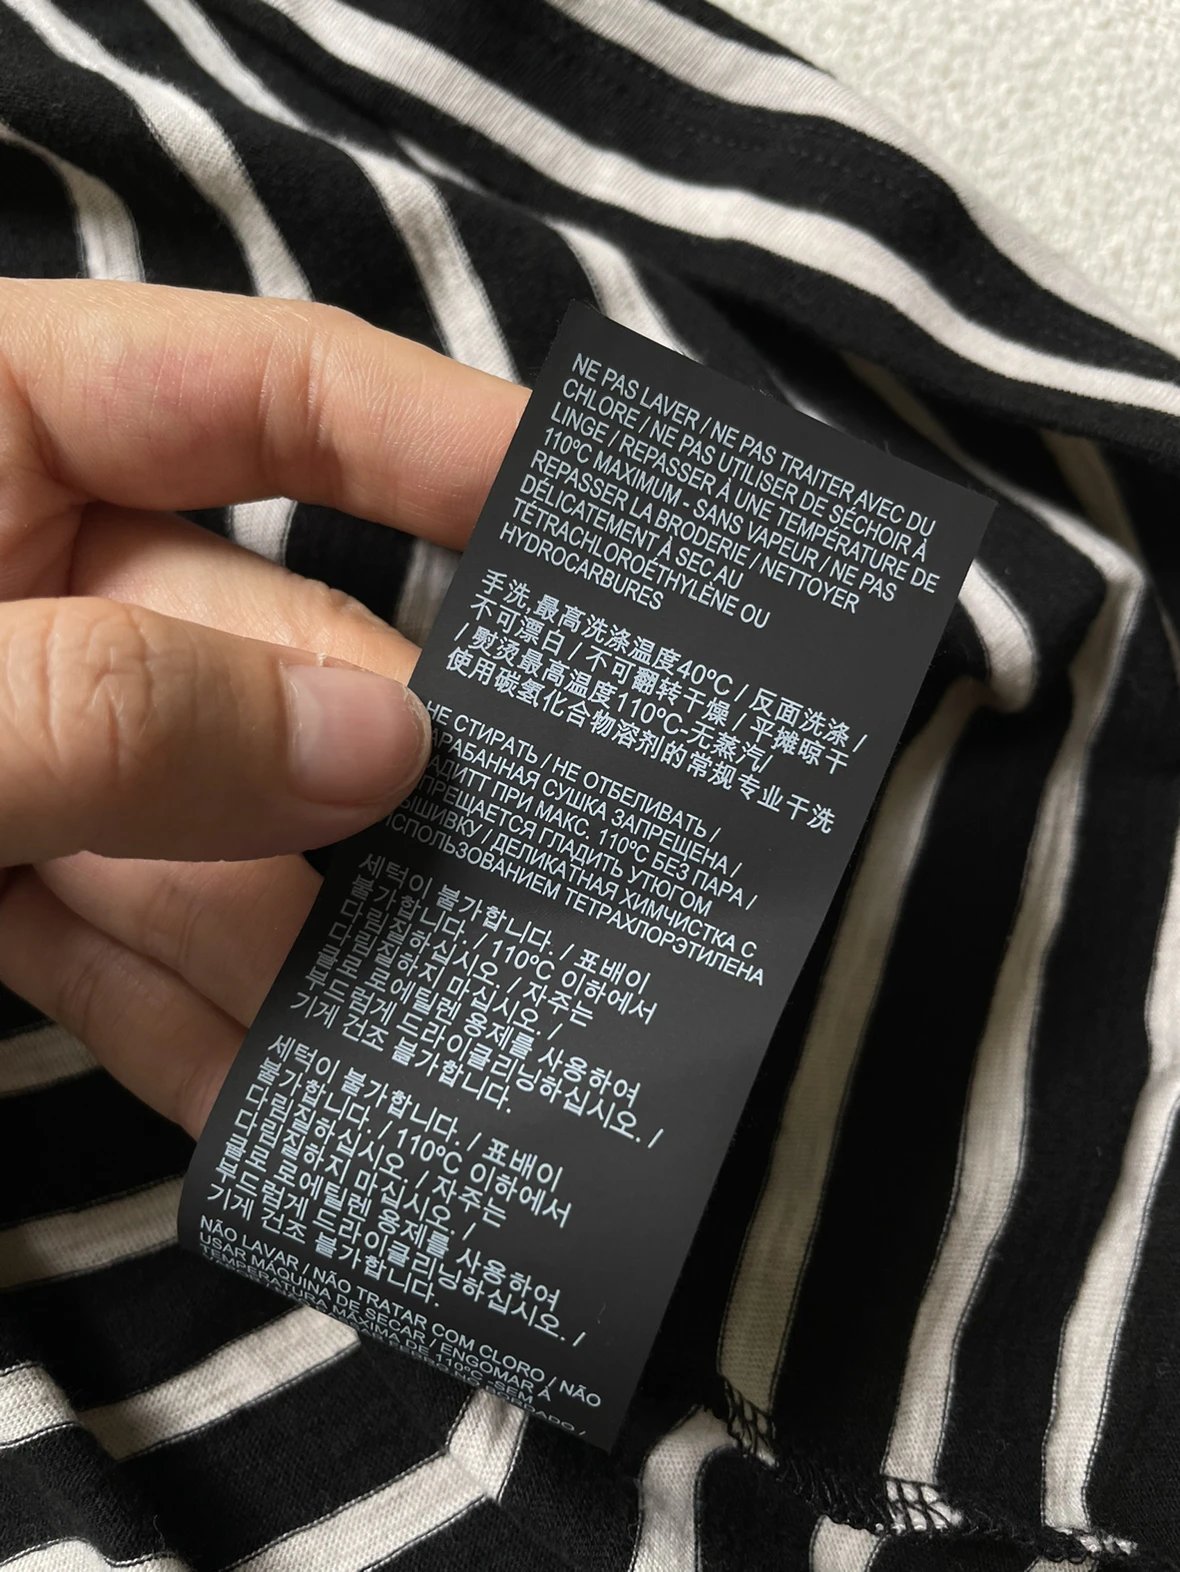 NE PAS LAVER / NE PAS TRAITER AVEC DU
CHLORE / NE PAS UTILISER DE SÉCHOIR À
LINGE / REPASSER À UNE TEMPÉRATURE DE
110°C MAXIMUM - SANS VAPEUR / NE PAS
REPASSER LA BRODERIE / NETTOYER
DÉLICATEMENT À SEC AU
TÉTRACHLOROÉTHYLÈNE OU
HYDROCARBURES
手洗,最高洗涤温度40°C / 反面洗涤 /
不可漂白 / 不可翻转干燥 / 平摊晾干
/ 熨烫最高温度110°C-无蒸汽/
使用碳氢化合物溶剂的常规专业干洗
НЕ СТИРАТЬ / НЕ ОТБЕЛИВАТЬ /
СУШКА ЗАПРЕЩЕНА /
ПРИ МАКС. 110°C БЕЗ ПАРА /
ГЛАДИТЬ УТЮГОМ
/ ДЕЛИКАТНАЯ ХИМЧИСТКА С
ТЕТРАХЛОРЭТИЛЕНА
세탁이 불가합니다. / 표백이
불가합니다. / 110°C 이하에서
다림질하십시오. / 자주는
다림질하지 마십시오. /
퍼클로로에틸렌 용제를 사용하여
부드럽게 드라이클리닝하십시오. /
기계 건조 불가합니다.
세탁이 불가합니다. / 표백이
불가합니다. / 110°C 이하에서
다림질하십시오. / 자주는
다림질하지 마십시오. /
퍼클로로에틸렌 용제를 사용하여
부드럽게 드라이클리닝하십시오. /
기계 건조 불가합니다.
NÃO LAVAR / NÃO TRATAR COM CLORO / NÃO
USAR MÁQUINA DE SECAR / ENGOMAR À
TEMPERATURA MÁXIMA DE 110°C (SEM